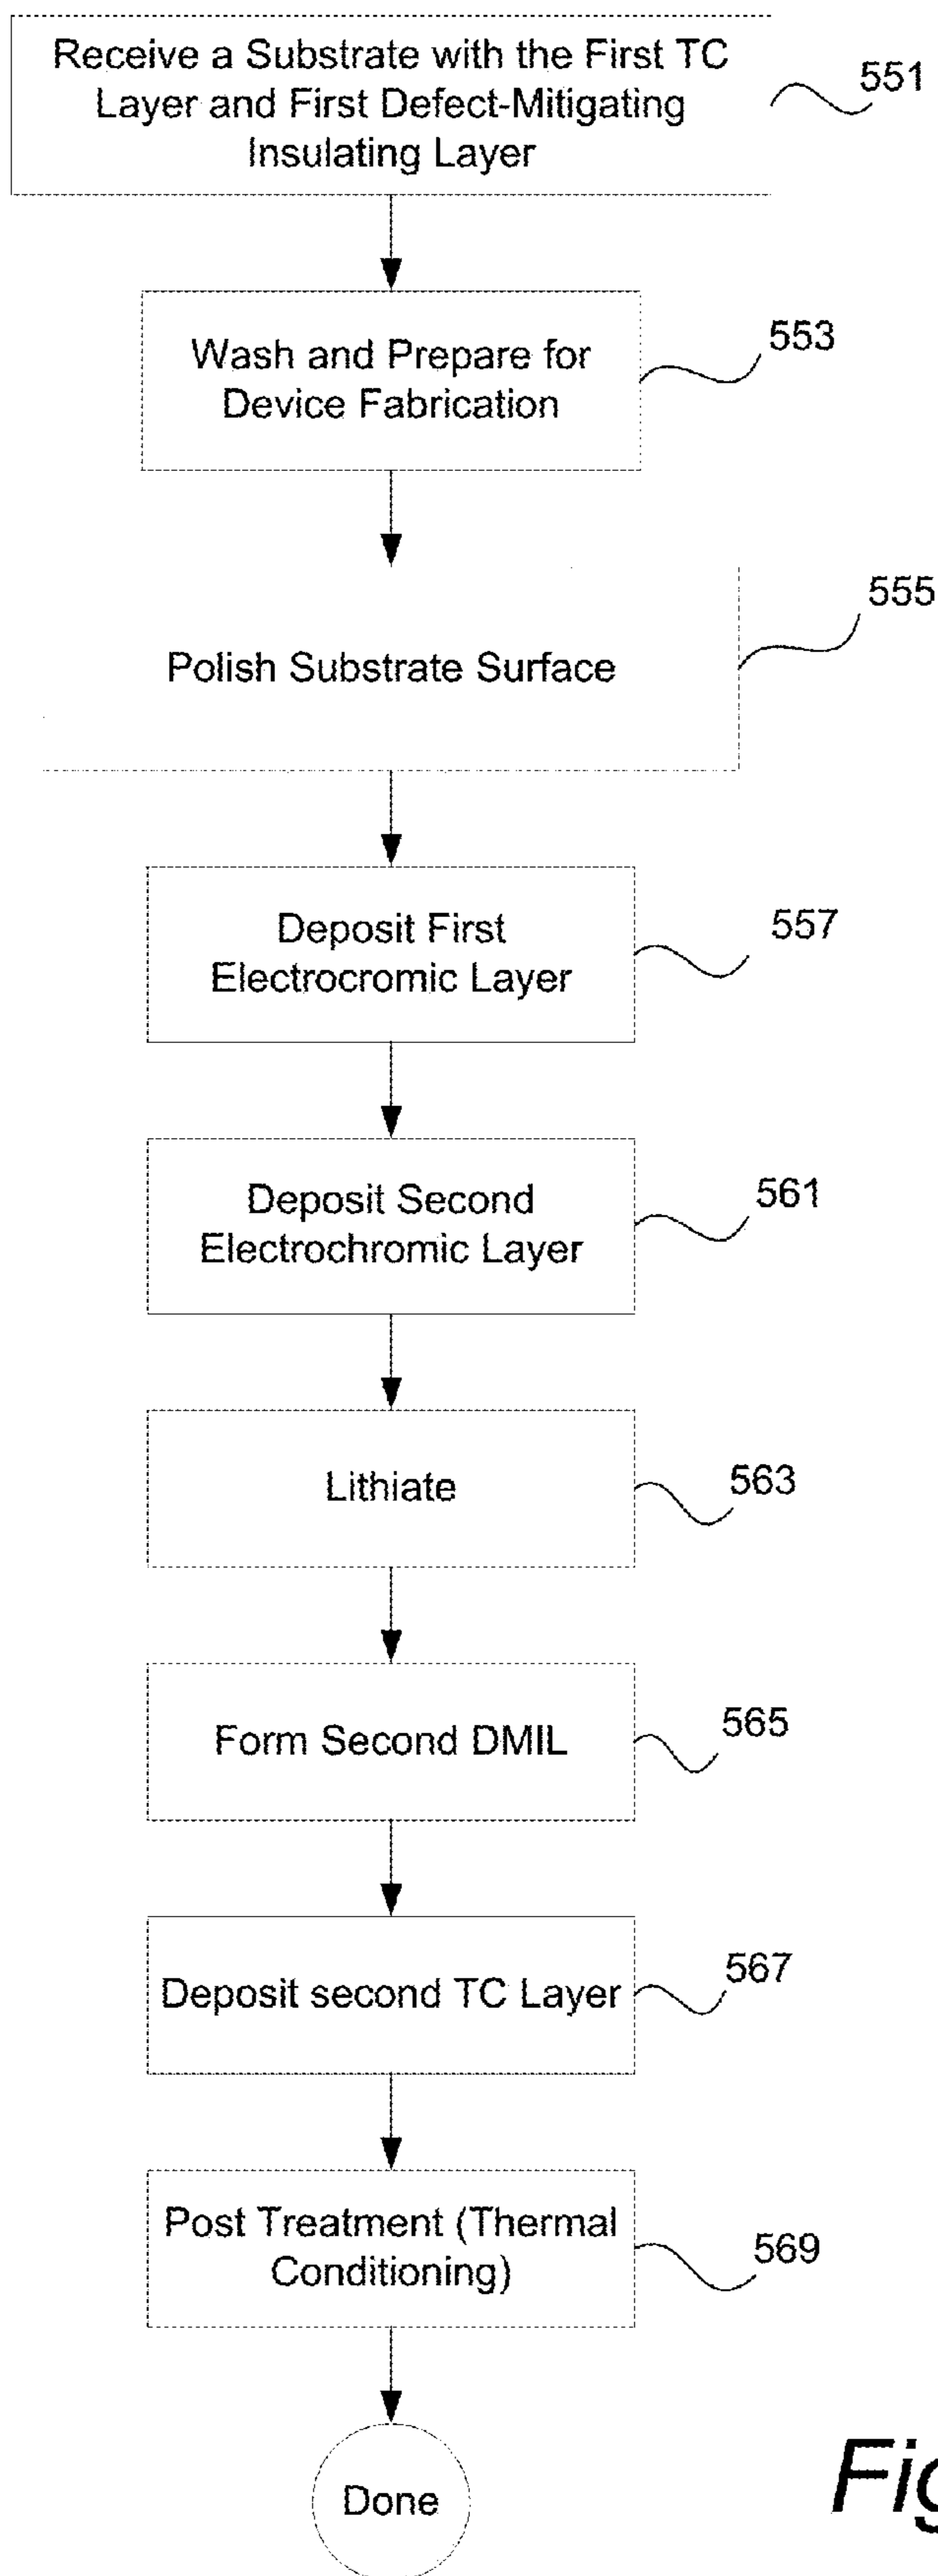 Receive a Substrate with the First TC
Layer and First Defect-Mitigating
Insulating Layer
551
Wash and Prepare for
Device Fabrication
553
Polish Substrate Surface
555
Deposit First
Electrocromic Layer
557
Deposit Second
Electrochromic Layer
561
Lithiate
563
Form Second DMIL
565
Deposit second TC Layer
567
Post Treatment (Thermal
Conditioning)
569
Done